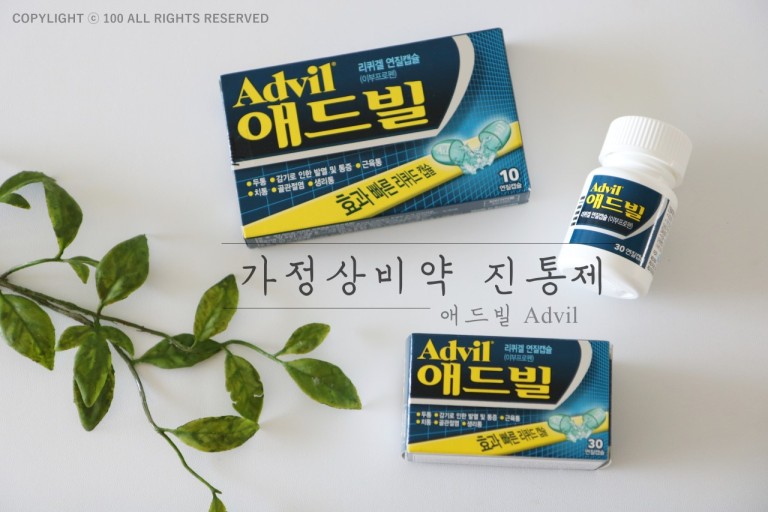 COPYLIGHT ⓒ 100 ALL RIGHTS RESERVED
Advil®
애드빌
리퀴겔 연질캡슐
(이부프로펜)
•두통 •감기로 인한 발열 및 통증 •근육통
•치통 •골관절염 •생리통
효과 빠른 리퀴드 젤형
10
연질캡슐
Advil
애드빌
리퀴겔 연질캡슐 (이부프로펜)
30 연질캡슐
가정상비약 진통제
애드빌 Advil
Advil®
애드빌
리퀴겔 연질캡슐
(이부프로펜)
•두통 •감기로 인한 발열 및 통증 •근육통
•치통 •골관절염 •생리통
효과 빠른 리퀴드 젤형
30
연질캡슐